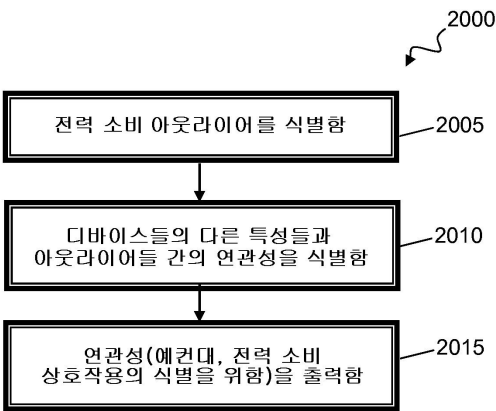 2000
전력 소비 아웃라이어를 식별함
2005
디바이스들의 다른 특성들과
아웃라이어들 간의 연관성을 식별함
2010
연관성(예컨대, 전력 소비
상호작용의 식별을 위함)을 출력함
2015